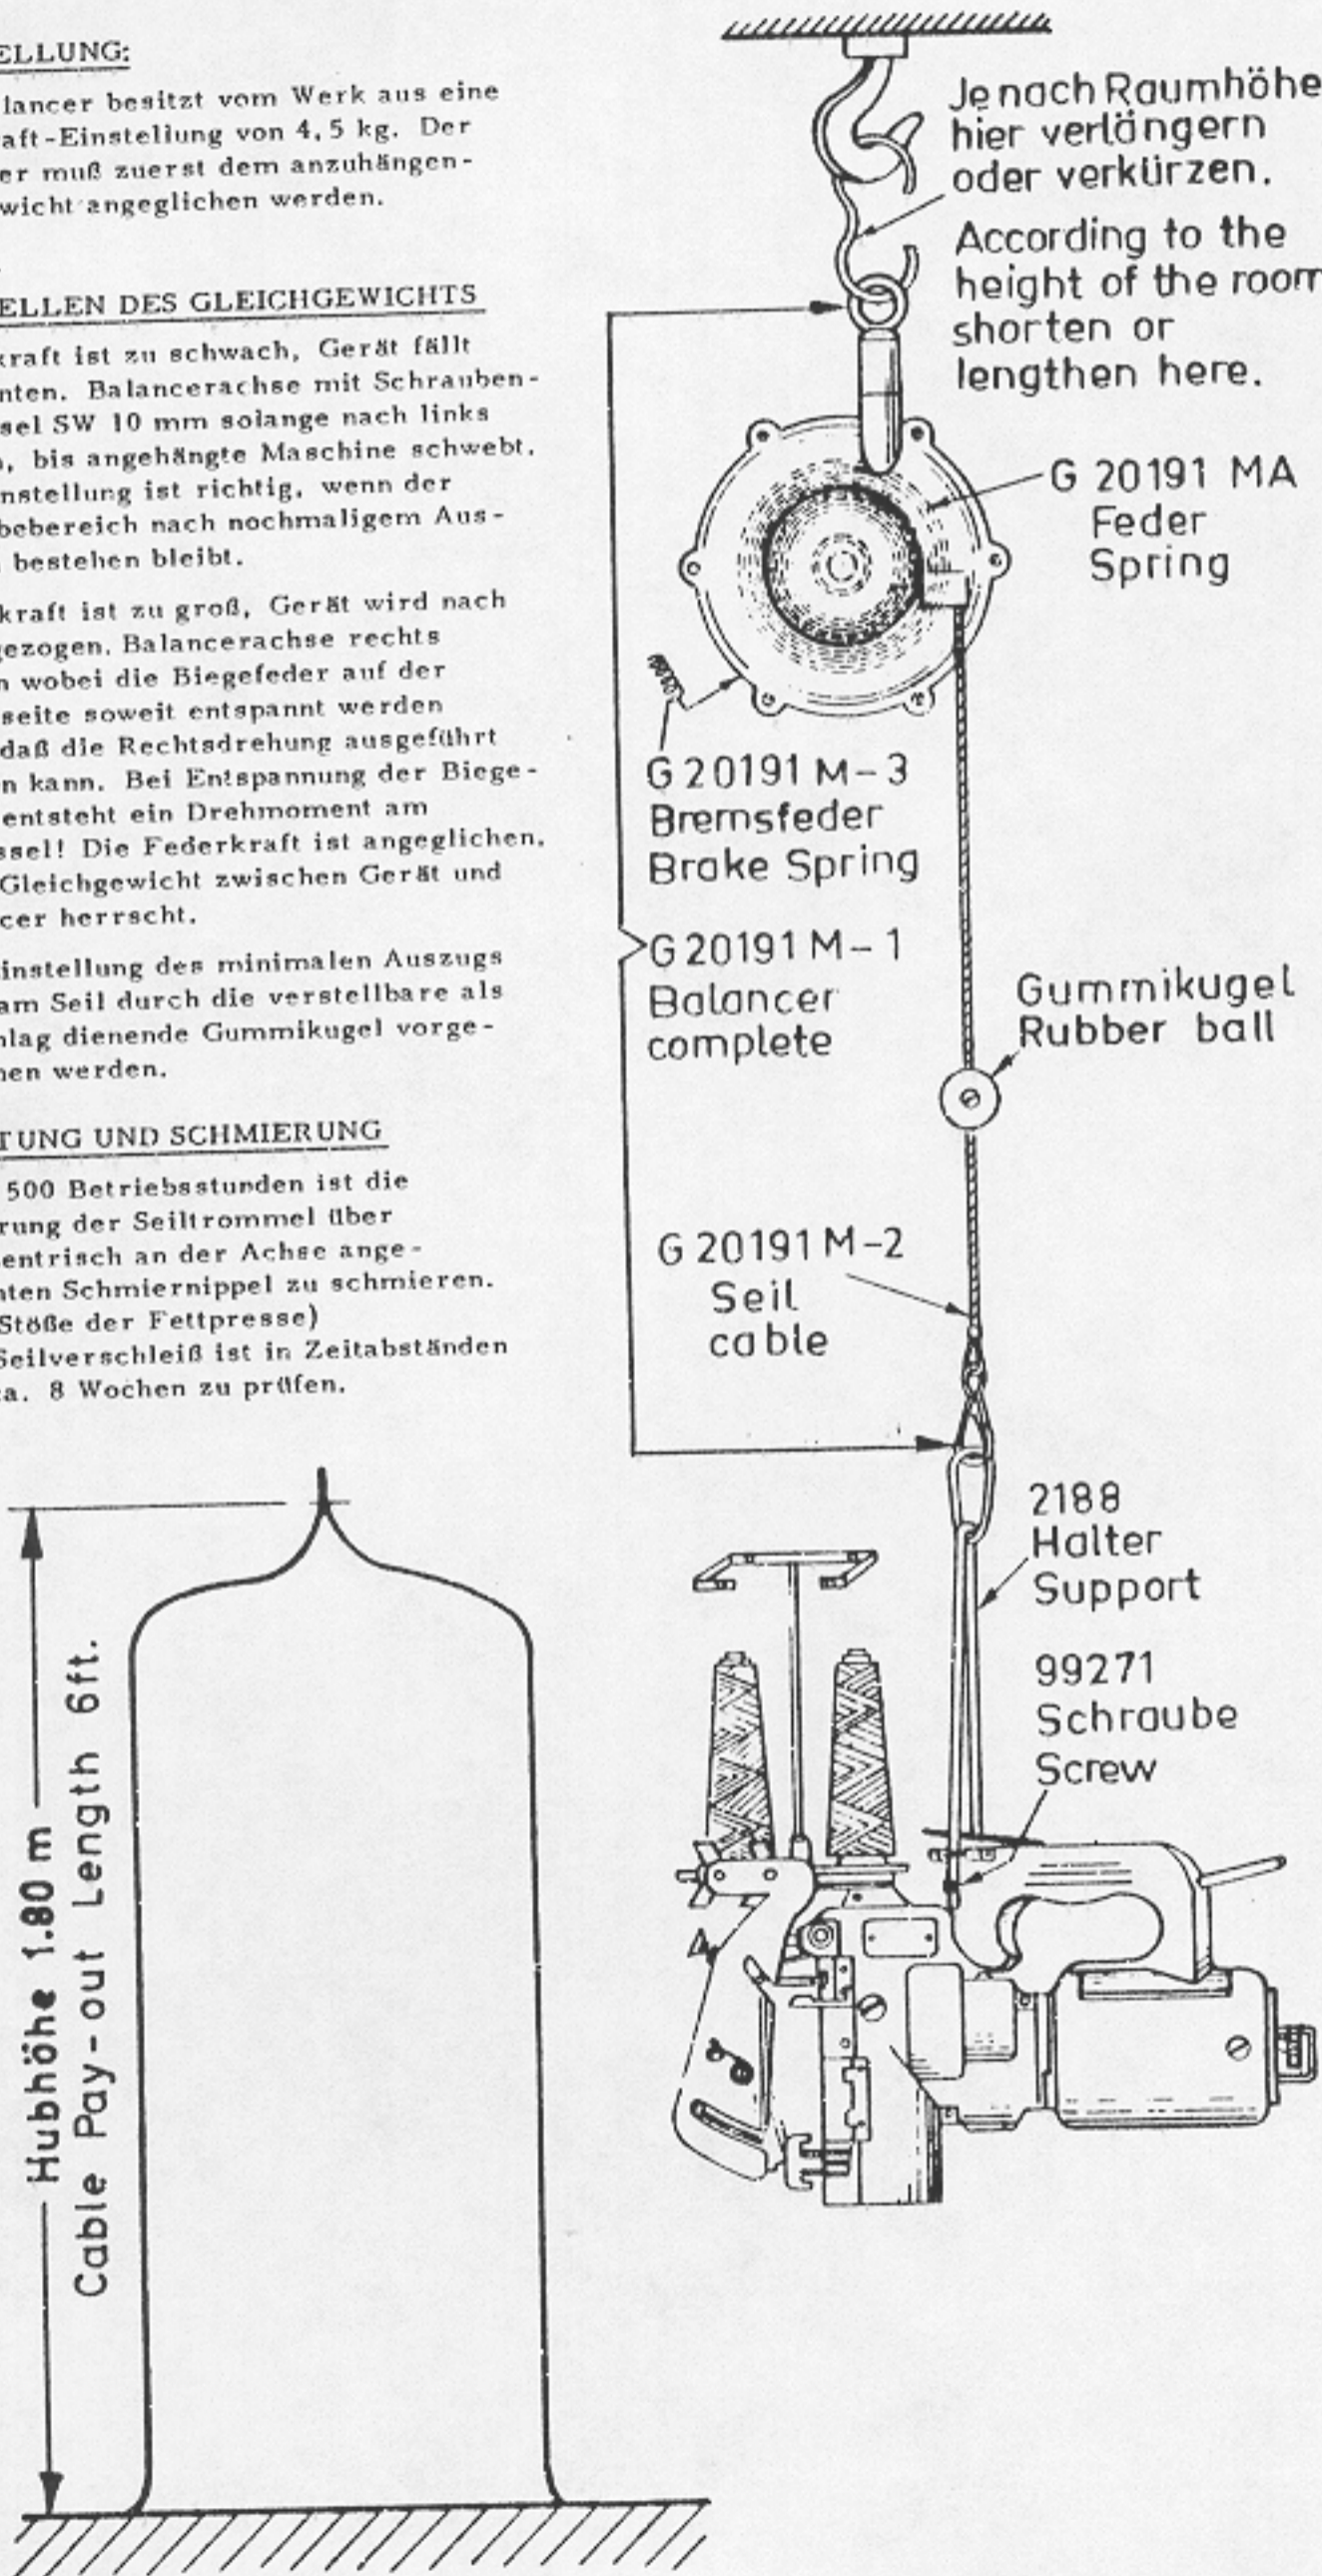 ELLUNG:
lancer besitzt vom Werk aus eine
aft-Einstellung von 4,5 kg. Der
er muß zuerst dem anzuhängen-
wicht angeglichen werden.
ELLEN DES GLEICHGEWICHTS
kraft ist zu schwach, Gerät fällt
nten. Balancerachse mit Schrauben-
sel SW 10 mm solange nach links
, bis angehängte Maschine schwebt.
nstellung ist richtig, wenn der
bebereich nach nochmaligem Aus-
bestehen bleibt.
kraft ist zu groß, Gerät wird nach
gezogen. Balancerachse rechts
n wobei die Biegefeder auf der
seite soweit entspannt werden
daß die Rechtsdrehung ausgeführt
n kann. Bei Entspannung der Biege-
entsteht ein Drehmoment am
ssel! Die Federkraft ist angeglichen,
Gleichgewicht zwischen Gerät und
cer herrscht.
instellung des minimalen Auszugs
am Seil durch die verstellbare als
hlag dienende Gummikugel vorge-
nen werden.
TUNG UND SCHMIERUNG
500 Betriebsstunden ist die
rung der Seiltrommel über
entrisch an der Achse ange-
hten Schmiernippel zu schmieren.
Stöße der Fettpresse)
Seilverschleiß ist in Zeitabständen
ca. 8 Wochen zu prüfen.
Je nach Raumhöhe
hier verlängern
oder verkürzen.
According to the
height of the room
shorten or
lengthen here.
G 20191 MA
Feder
Spring
G 20191 M-3
Bremsfeder
Brake Spring
G 20191 M-1
Balancer
complete
Gummikugel
Rubber ball
G 20191 M-2
Seil
cable
2188
Halter
Support
99271
Schraube
Screw
Hubhöhe 1.80 m
Cable Pay-out Length 6ft.